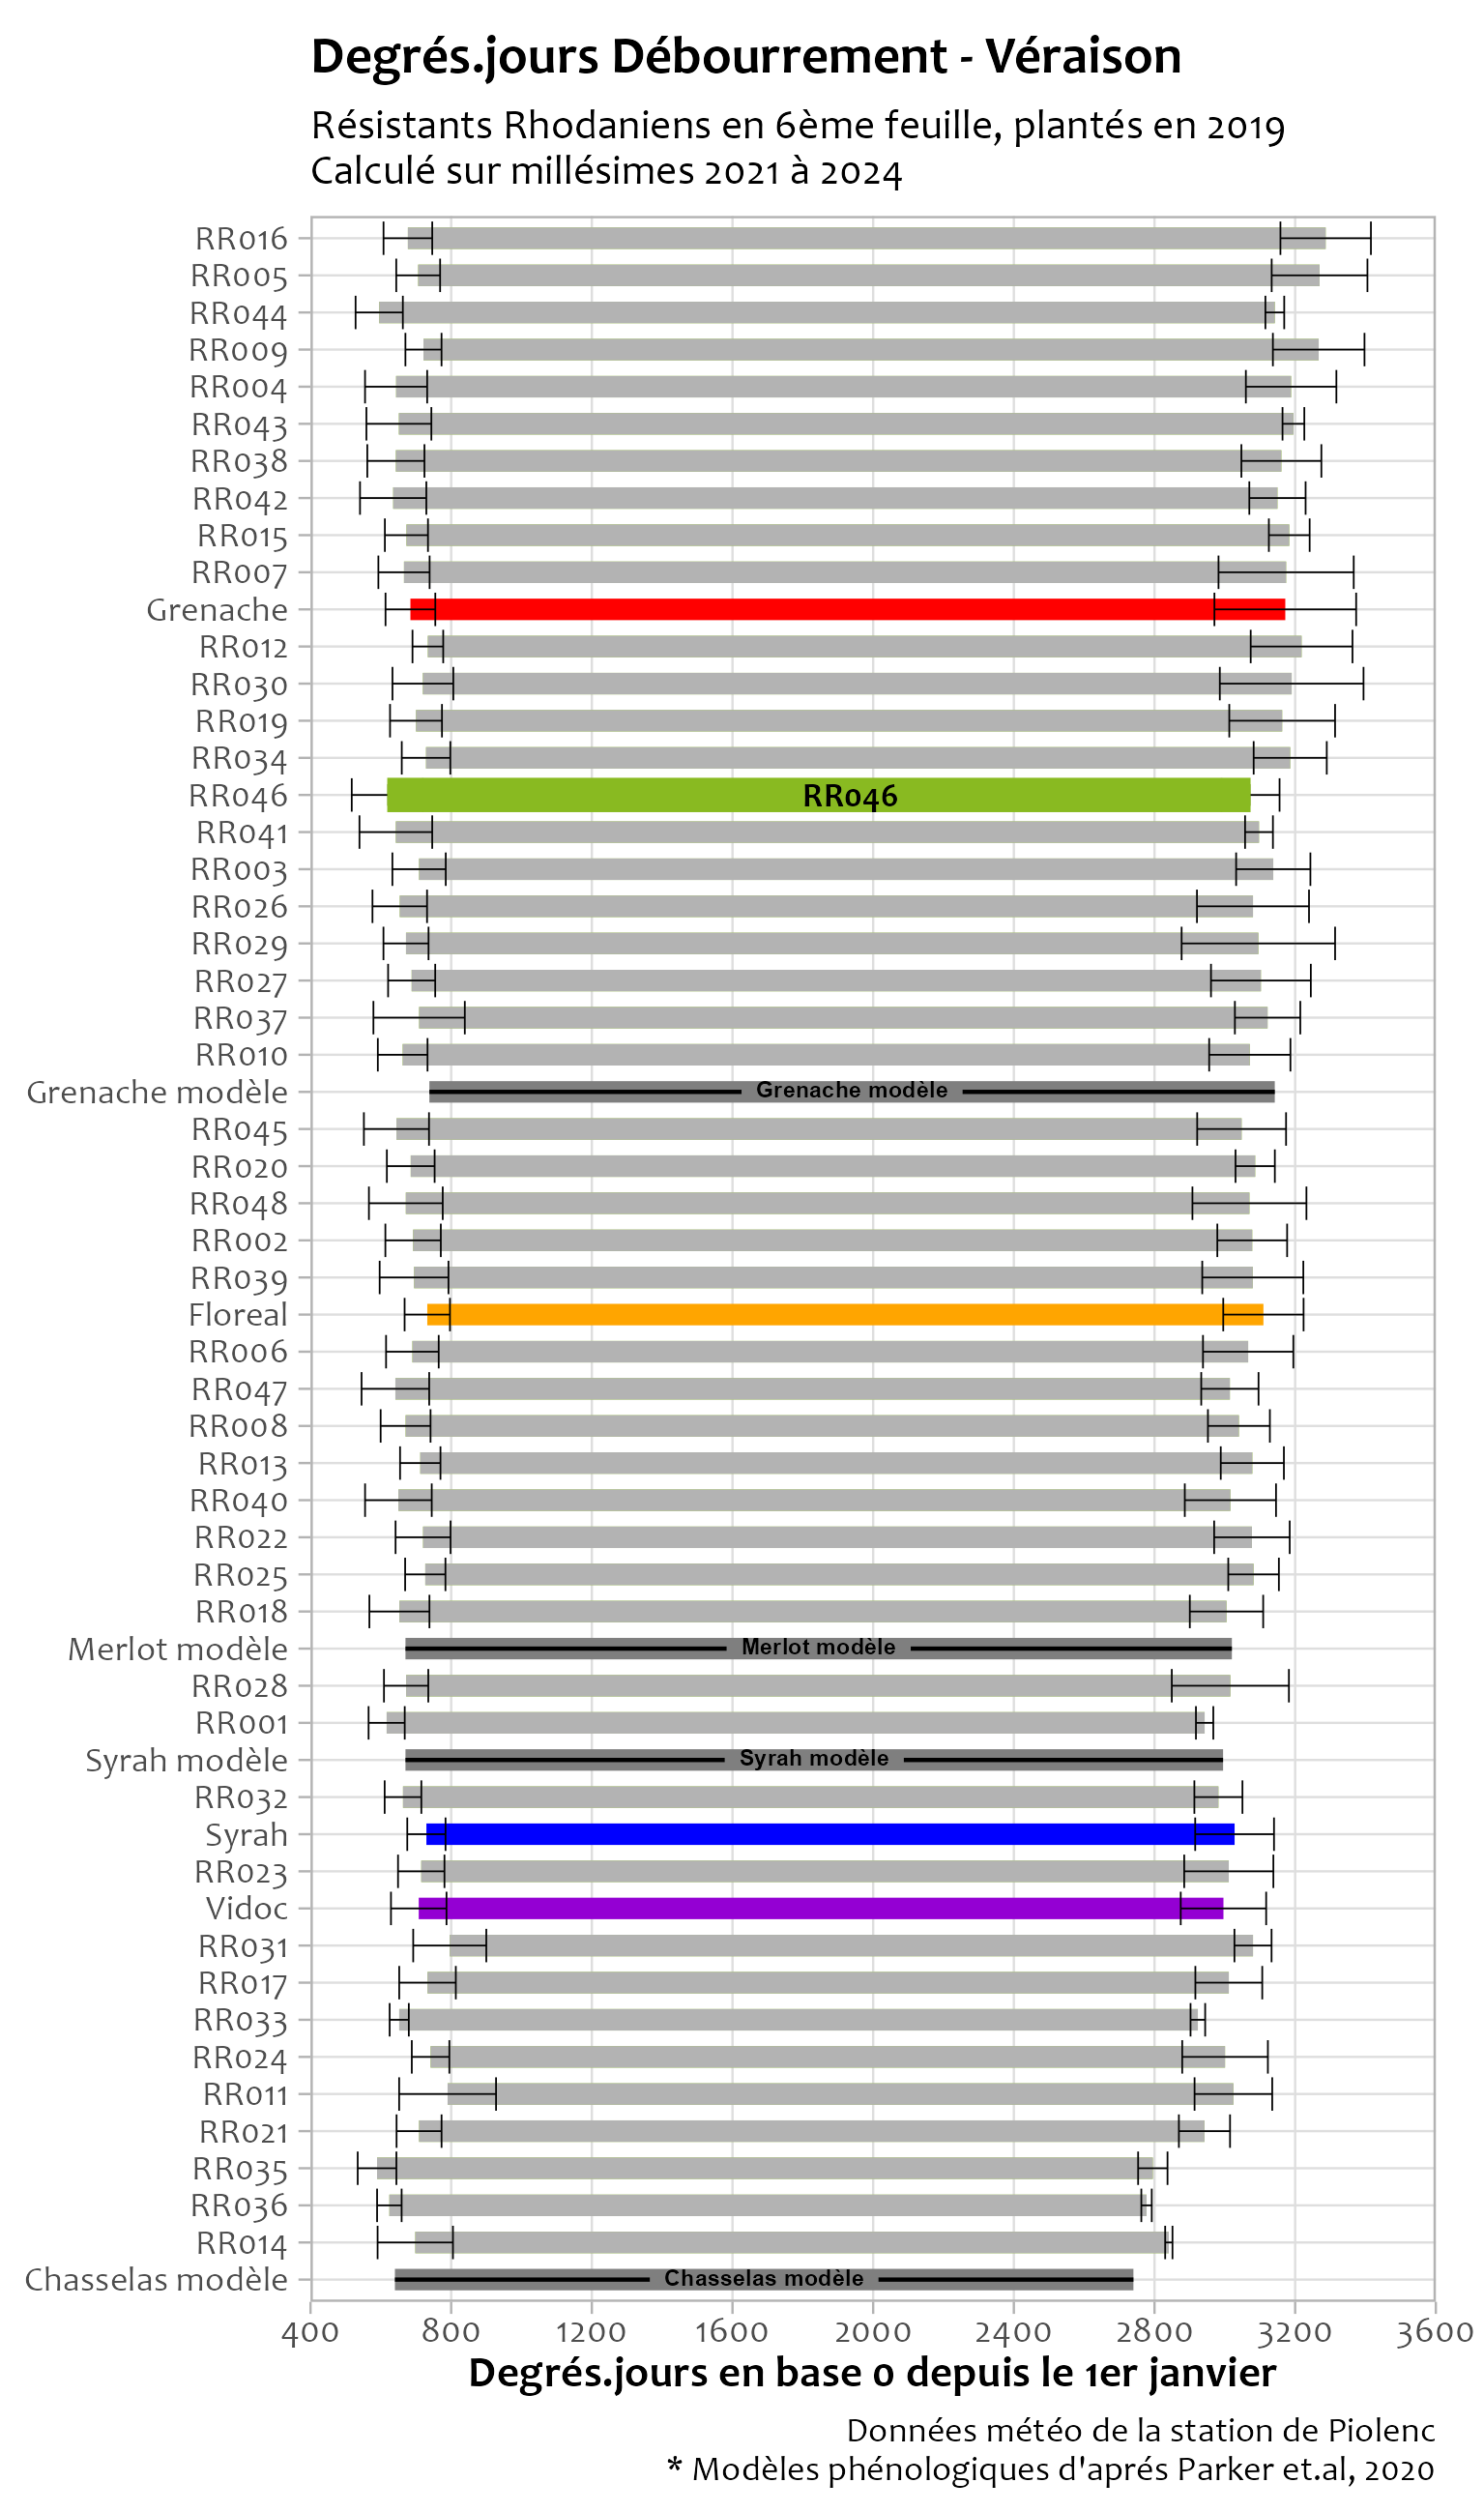 Degrés.jours Débourrement - Véraison
Résistants Rhodaniens en 6ème feuille, plantés en 2019
Calculé sur millésimes 2021 à 2024
RR016
RR005
RR044
RR009
RR004
RR043
RR038
RR042
RR015
RR007
Grenache
RR012
RR030
RR019
RR034
RR046 RR046
RR041
RR003
RR026
RR029
RR027
RR037
RR010
Grenache modèle Grenache modèle
RR045
RR020
RR048
RR002
RR039
Floreal
RR006
RR047
RR008
RR013
RR040
RR022
RR025
RR018
Merlot modèle Merlot modèle
RR028
RR001
Syrah modèle Syrah modèle
RR032
Syrah
RR023
Vidoc
RR031
RR017
RR033
RR024
RR011
RR021
RR035
RR036
RR014
Chasselas modèle Chasselas modèle
400 800 1200 1600 2000 2400 2800 3200 3600
Degrés.jours en base 0 depuis le 1er janvier
Données météo de la station de Piolenc
* Modèles phénologiques d'aprés Parker et.al, 2020